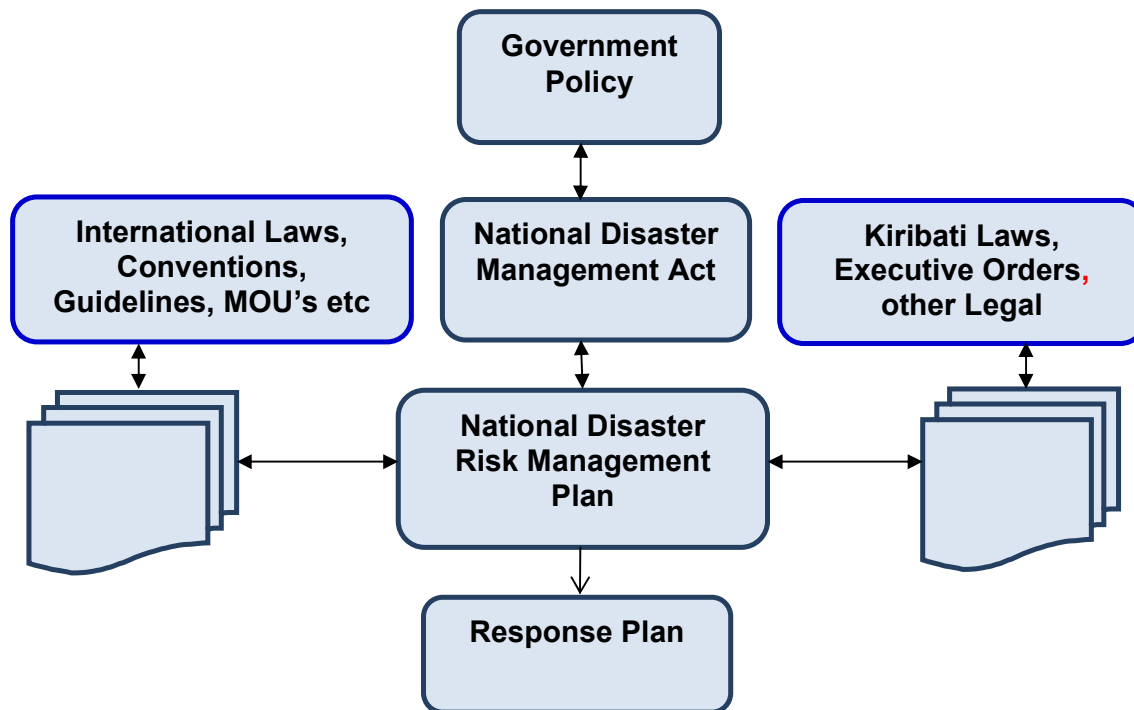 Government
Policy
International Laws,
Conventions,
Guidelines, MOU’s etc
National Disaster
Management Act
Kiribati Laws,
Executive Orders,
other Legal
National Disaster
Risk Management
Plan
Response Plan